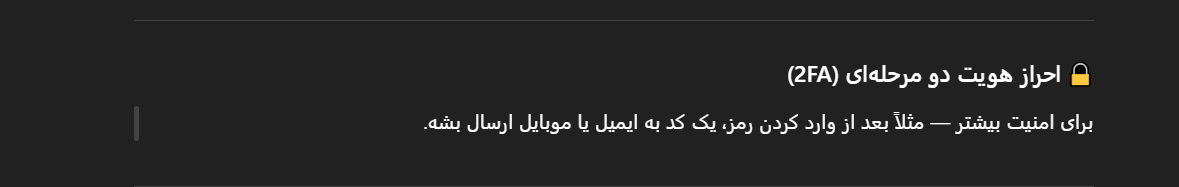 🔒 احراز هویت دو مرحله‌ای (2FA)
برای امنیت بیشتر — مثلاً بعد از وارد کردن رمز، یک کد به ایمیل یا موبایل ارسال بشه.